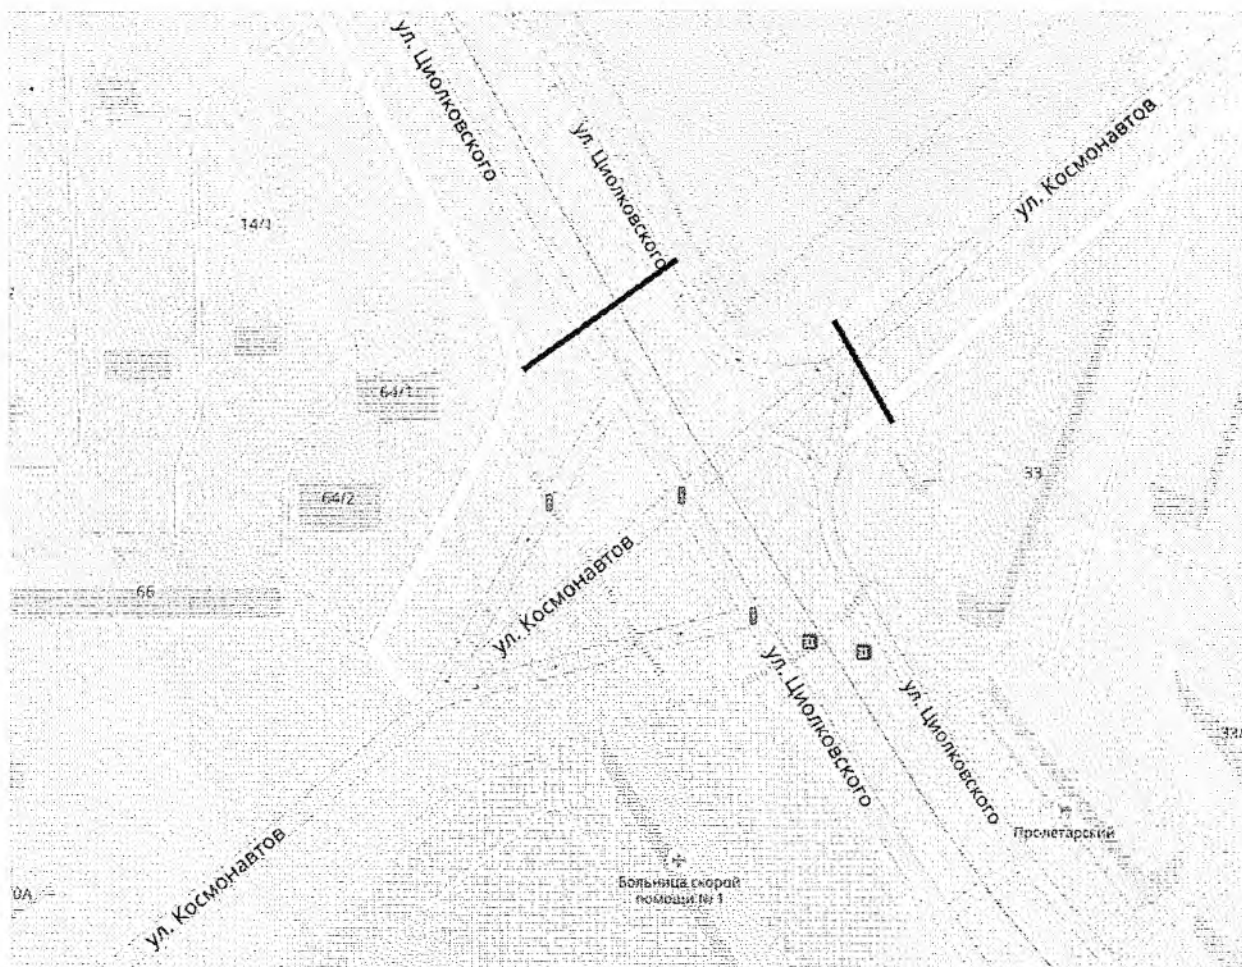 ул. Циолковского
ул. Циолковского
ул. Космонавтов
14/1
64/1
33
64/2
ул. Космонавтов
66
ул. Циолковского
ул. Циолковского
Пролетарский
Больница скорой
помощи № 1
0А
ул. Космонавтов